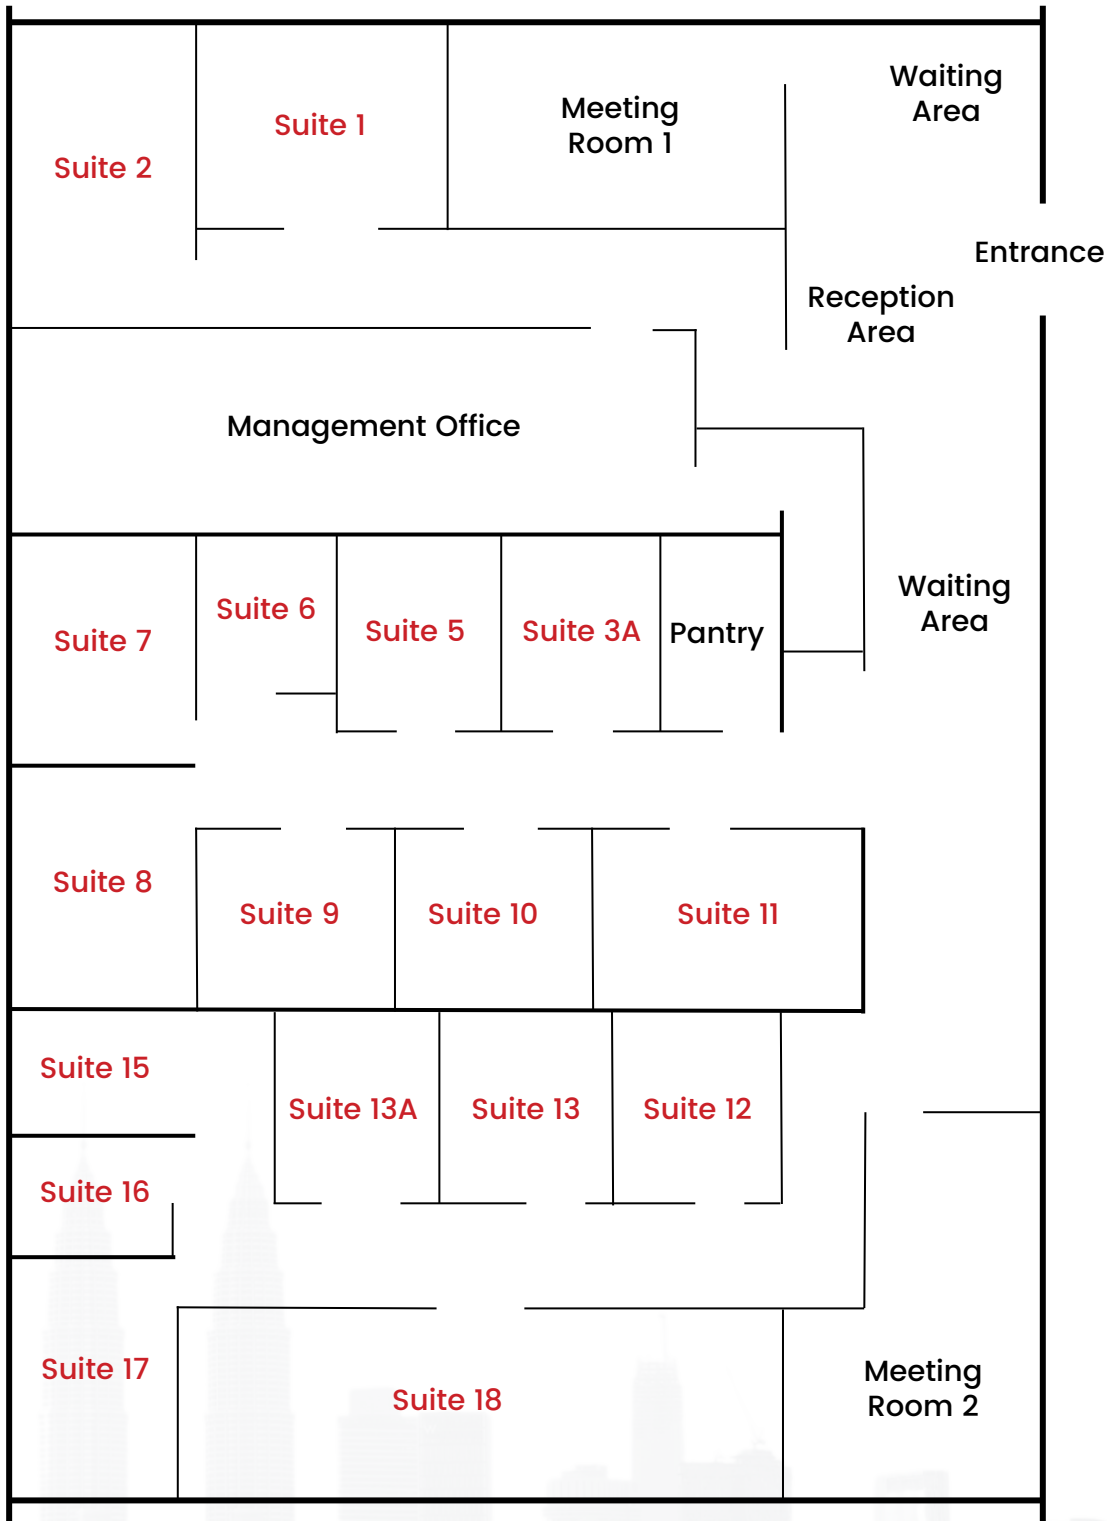 Waiting
Area
Meeting
Room 1
Suite 1
Suite 2
Entrance
Reception
Area
Management Office
Waiting
Area
Suite 7
Suite 6
Suite 5
Suite 3A
Pantry
Suite 8
Suite 9
Suite 10
Suite 11
Suite 15
Suite 13A
Suite 13
Suite 12
Suite 16
Suite 17
Suite 18
Meeting
Room 2